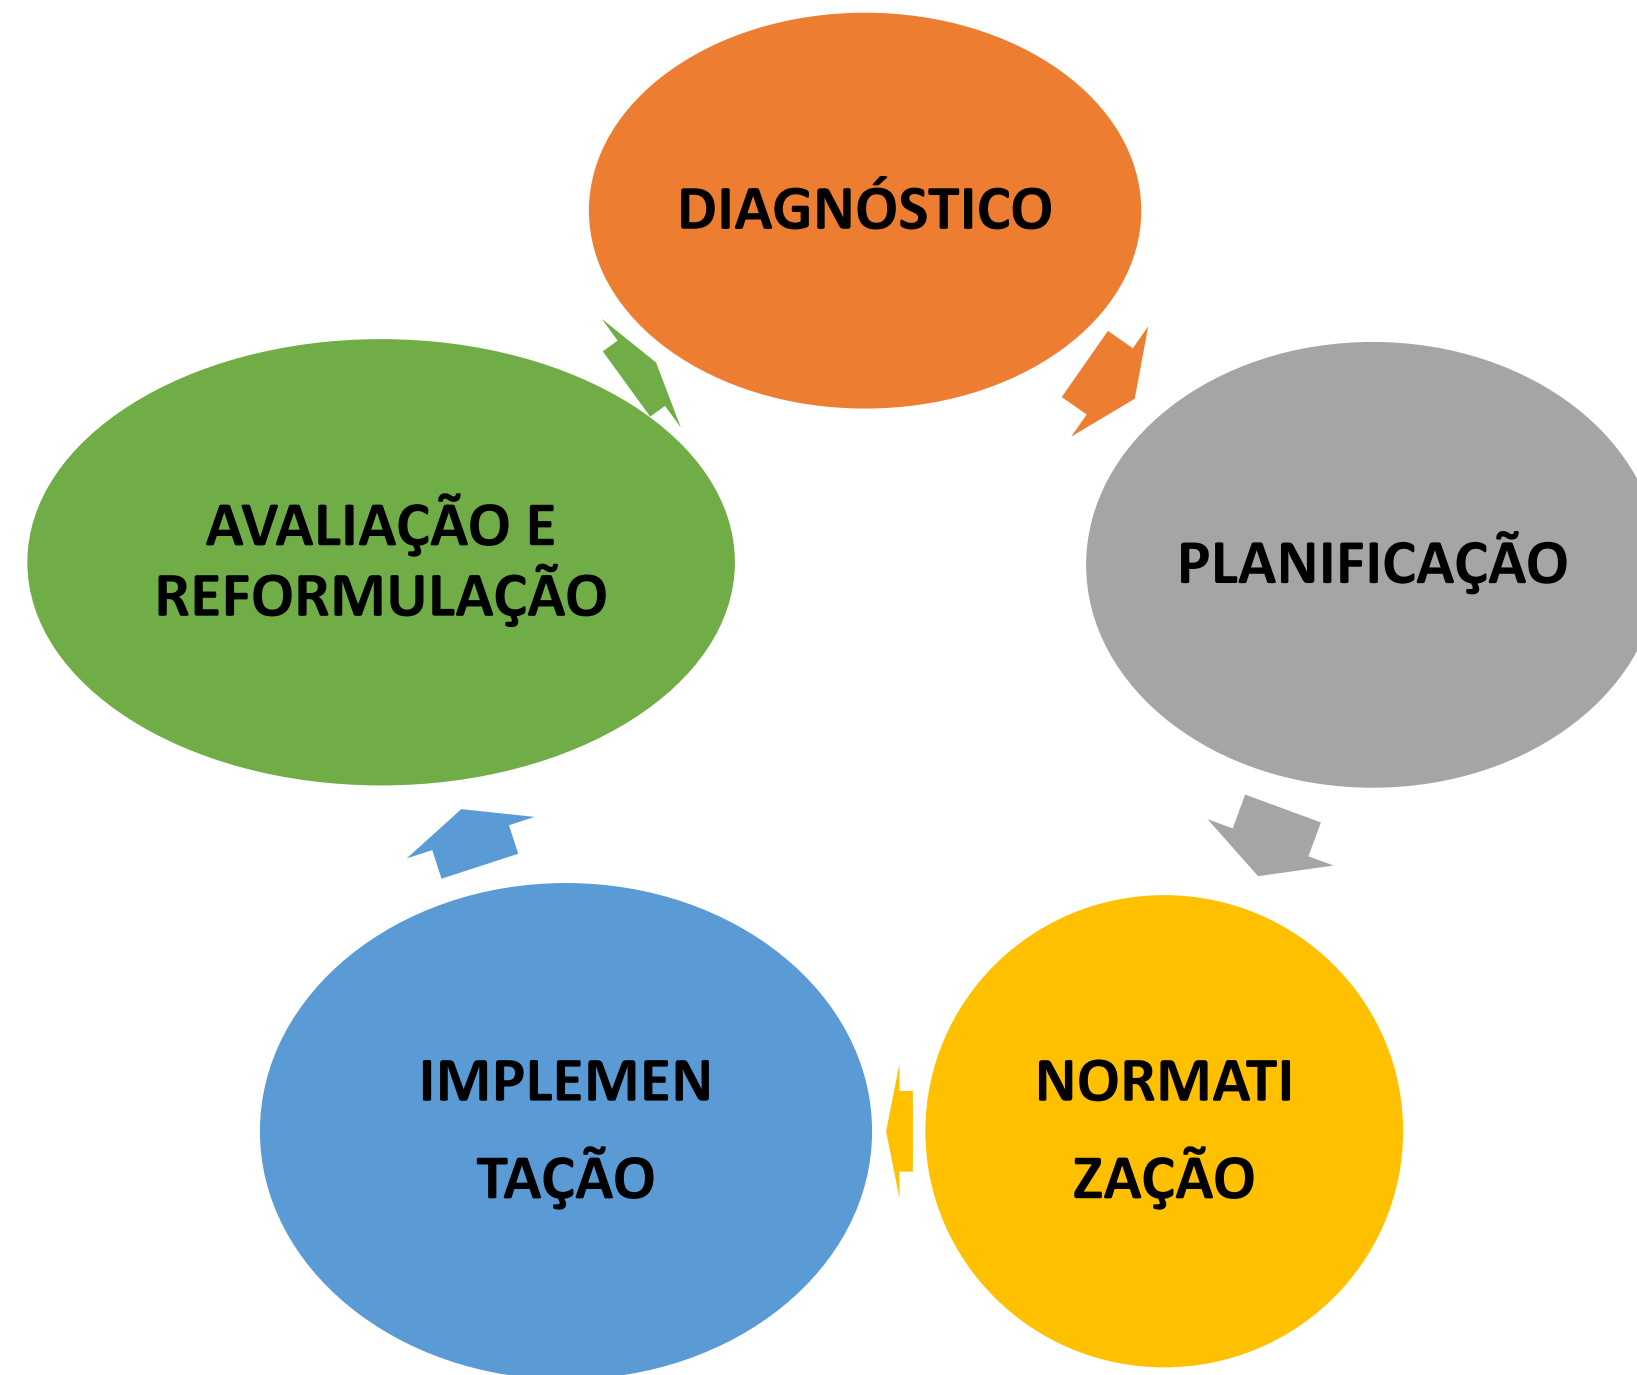 DIAGNÓSTICO
PLANIFICAÇÃO
NORMATI
ZAÇÃO
IMPLEMEN
TAÇÃO
AVALIAÇÃO E
REFORMULAÇÃO